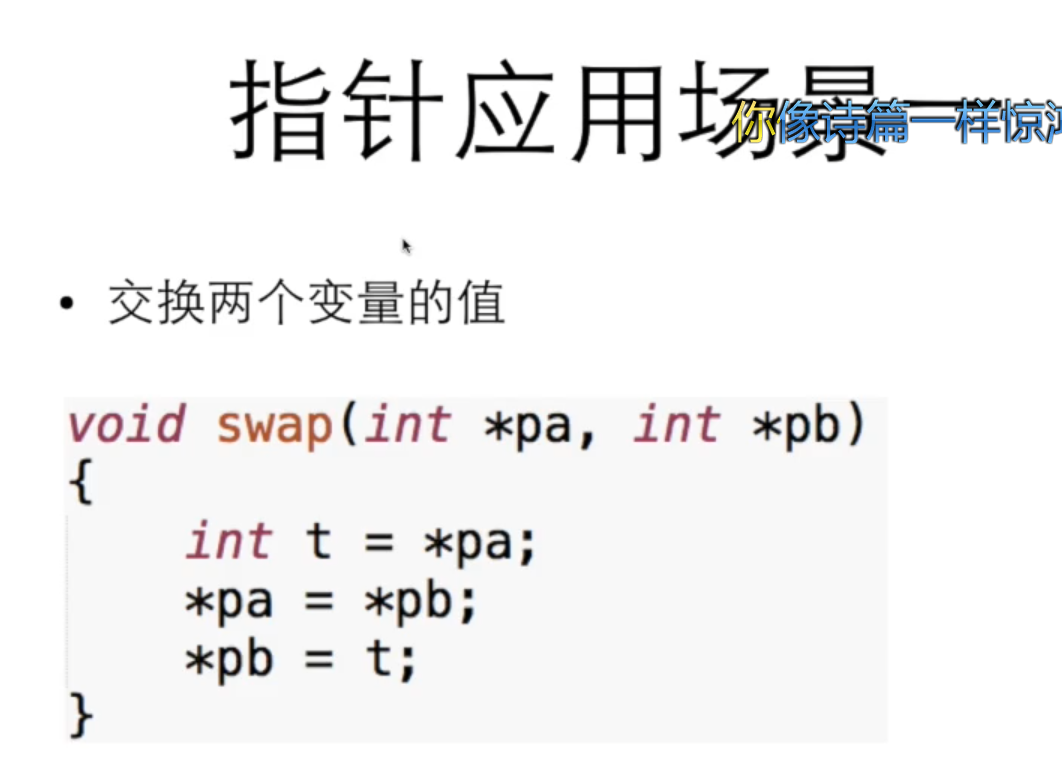 指针应用场景一
你像诗篇一样惊
• 交换两个变量的值
void swap(int *pa, int *pb)
{
    int t = *pa;
    *pa = *pb;
    *pb = t;
}